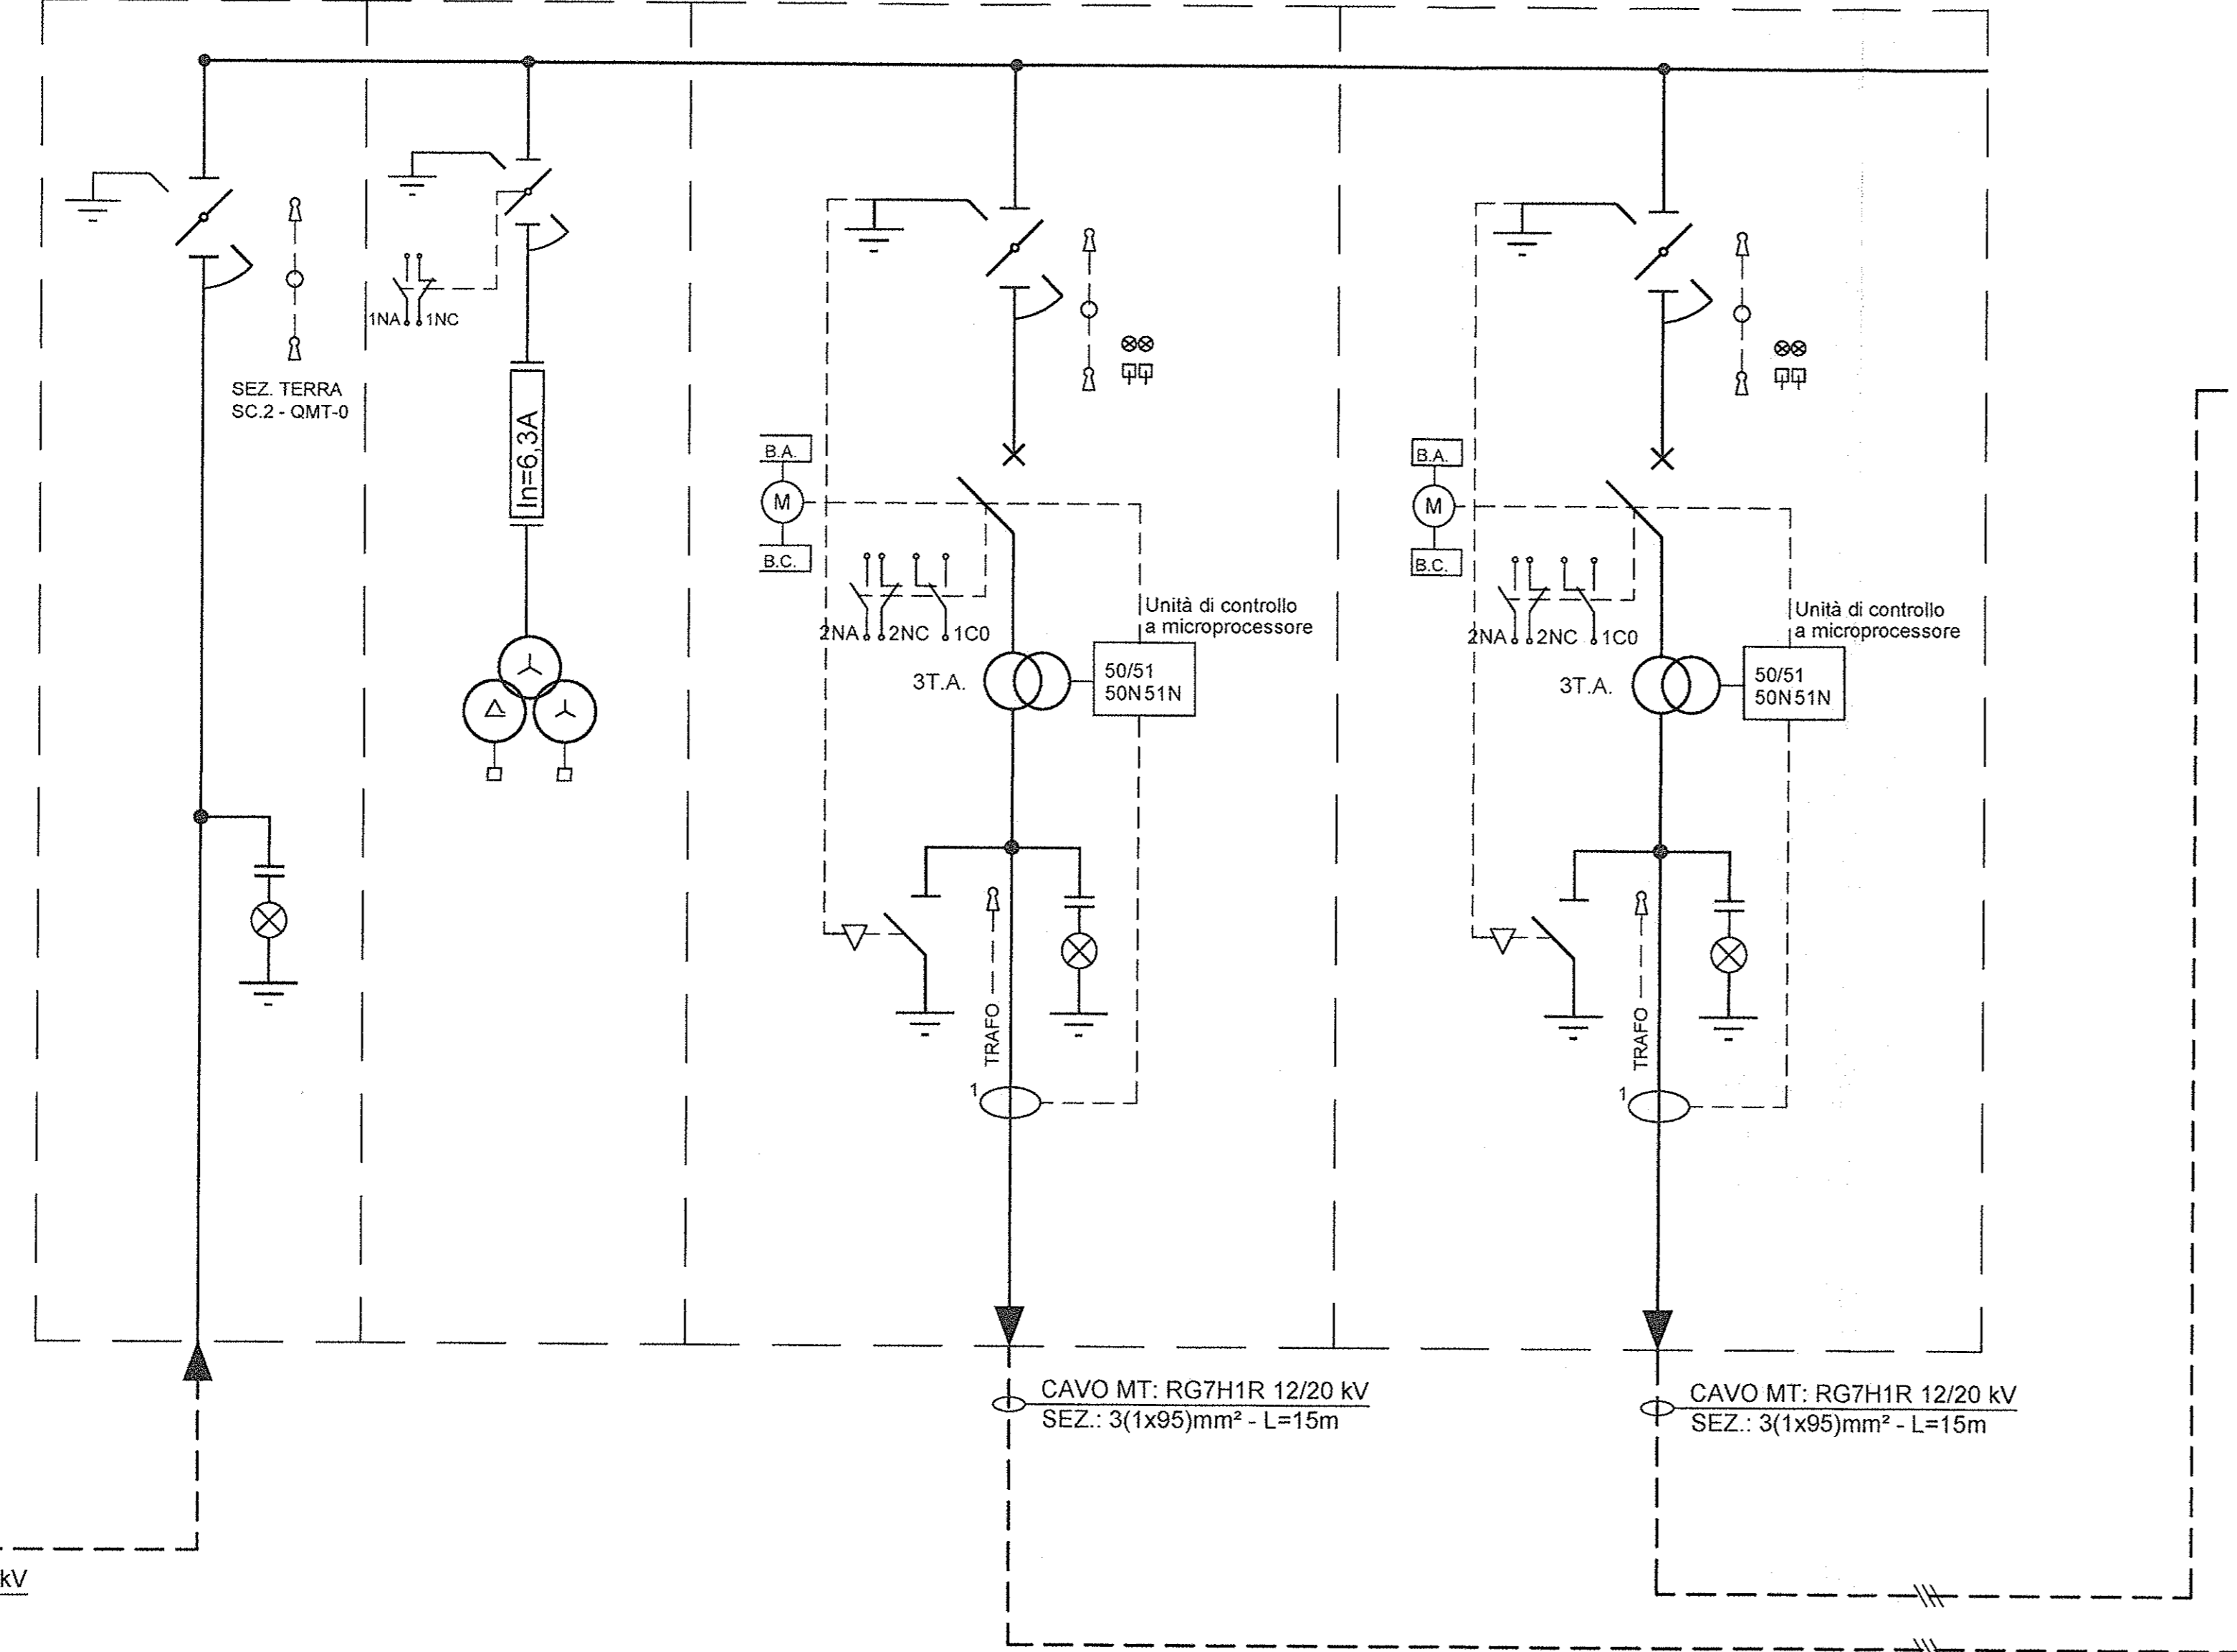 SEZ. TERRA
SC.2 - QMT-0
1NA
1NC
In=6,3A
B.A.
M
B.C.
2NA
2NC
1C0
3T.A.
Unità di controllo
a microprocessore
50/51
50N51N
TRAFO
1
CAVO MT: RG7H1R 12/20 kV
SEZ.: 3(1x95)mm² - L=15m
B.A.
M
B.C.
2NA
2NC
1C0
3T.A.
Unità di controllo
a microprocessore
50/51
50N51N
TRAFO
1
CAVO MT: RG7H1R 12/20 kV
SEZ.: 3(1x95)mm² - L=15m
kV